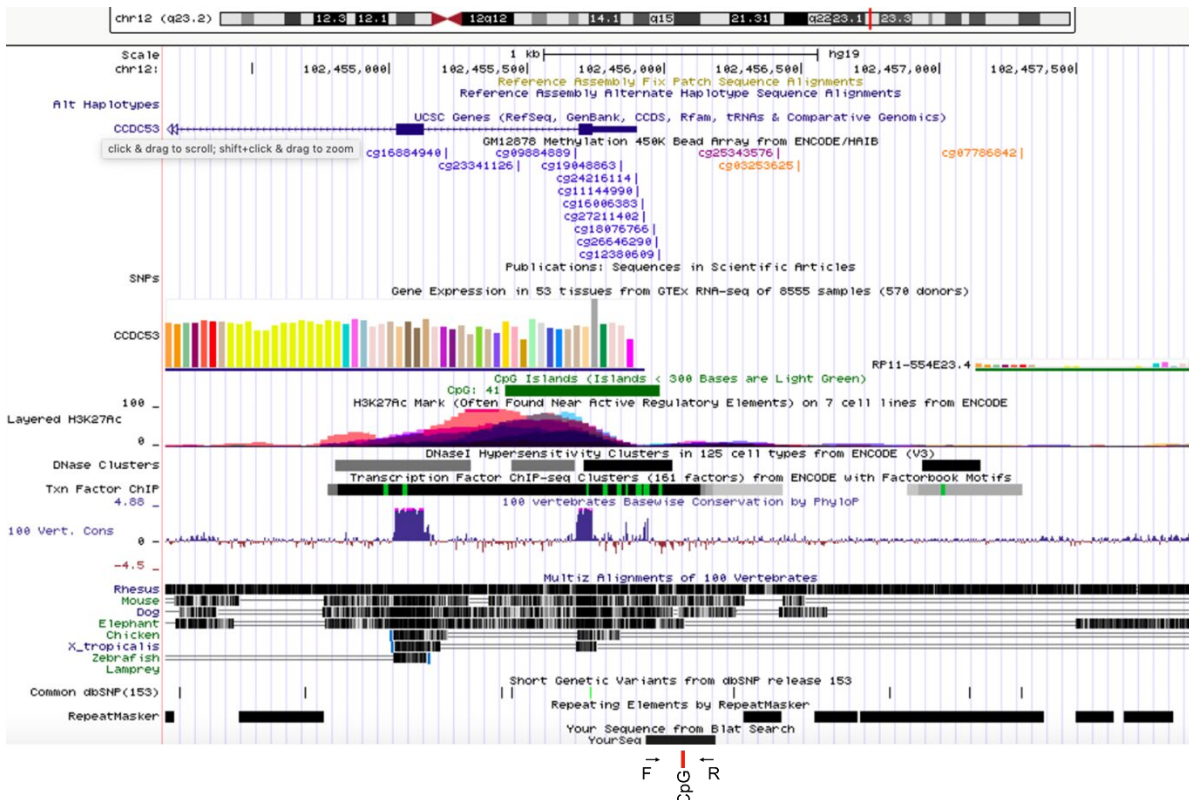 chr12 (q23.2) 12.3 12.1 12q12 14.1 q15 21.31 q22 23.1 23.3
Scale 1 kb hg19
chr12: 102,455,000 102,455,500 102,456,000 102,456,500 102,457,000 102,457,500
Reference Assembly Fix Patch Sequence Alignments
Reference Assembly Alternate Haplotype Sequence Alignments
Alt Haplotypes
UCSC Genes (RefSeq, GenBank, CCDS, Rfam, tRNAs & Comparative Genomics)
CCDC53
GM12878 Methylation 450K Bead Array from ENCODE/HAIB
click & drag to scroll; shift+click & drag to zoom
cg16884940 cg09884889 cg25343576 cg07786842
cg23341126 cg19048863 cg03253625
cg24216114
cg11144990
cg16006383
cg27211402
cg18076766
cg26646290
cg12380609
Publications: Sequences in Scientific Articles
SNPs
Gene Expression in 53 tissues from GTEx RNA-seq of 8555 samples (570 donors)
CCDC53
RP11-554E23.4
CpG Islands (Islands < 300 Bases are Light Green)
CpG: 41
100 H3K27Ac Mark (Often Found Near Active Regulatory Elements) on 7 cell lines from ENCODE
Layered H3K27Ac
0
DNaseI Hypersensitivity Clusters in 125 cell types from ENCODE (V3)
DNase Clusters
Transcription Factor ChIP-seq Clusters (161 factors) from ENCODE with Factorbook Motifs
Txn Factor ChIP
4.88 100 vertebrates Basewise Conservation by PhyloP
100 Vert. Cons
0
-4.5
Multiz Alignments of 100 Vertebrates
Rhesus
Mouse
Dog
Elephant
Chicken
X_tropicalis
Zebrafish
Lamprey
Short Genetic Variants from dbSNP release 153
Common dbSNP(153)
Repeating Elements by RepeatMasker
RepeatMasker
Your Sequence from Blat Search
YourSeq
F R
CpG